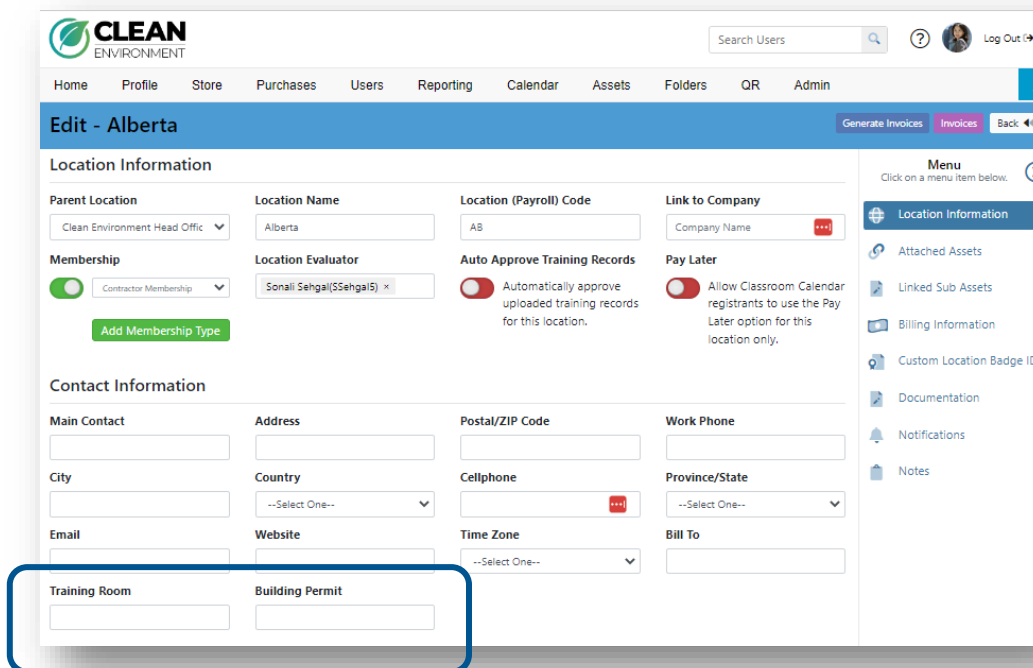 CLEAN
ENVIRONMENT
Search Users
Log Out
Home Profile Store Purchases Users Reporting Calendar Assets Folders QR Admin
Edit - Alberta
Generate Invoices Invoices Back
Location Information
Parent Location Location Name Location (Payroll) Code Link to Company
Clean Environment Head Offic Alberta AB Company Name
Membership Location Evaluator Auto Approve Training Records Pay Later
Contractor Membership Sonali Sehgal(SSehgal5) × Automatically approve Allow Classroom Calendar
uploaded training records registrants to use the Pay
for this location. Later option for this
location only.
Add Membership Type
Contact Information
Main Contact Address Postal/ZIP Code Work Phone
City Country Cellphone Province/State
--Select One-- --Select One--
Email Website Time Zone Bill To
--Select One--
Training Room Building Permit
Menu
Click on a menu item below.
Location Information
Attached Assets
Linked Sub Assets
Billing Information
Custom Location Badge ID
Documentation
Notifications
Notes